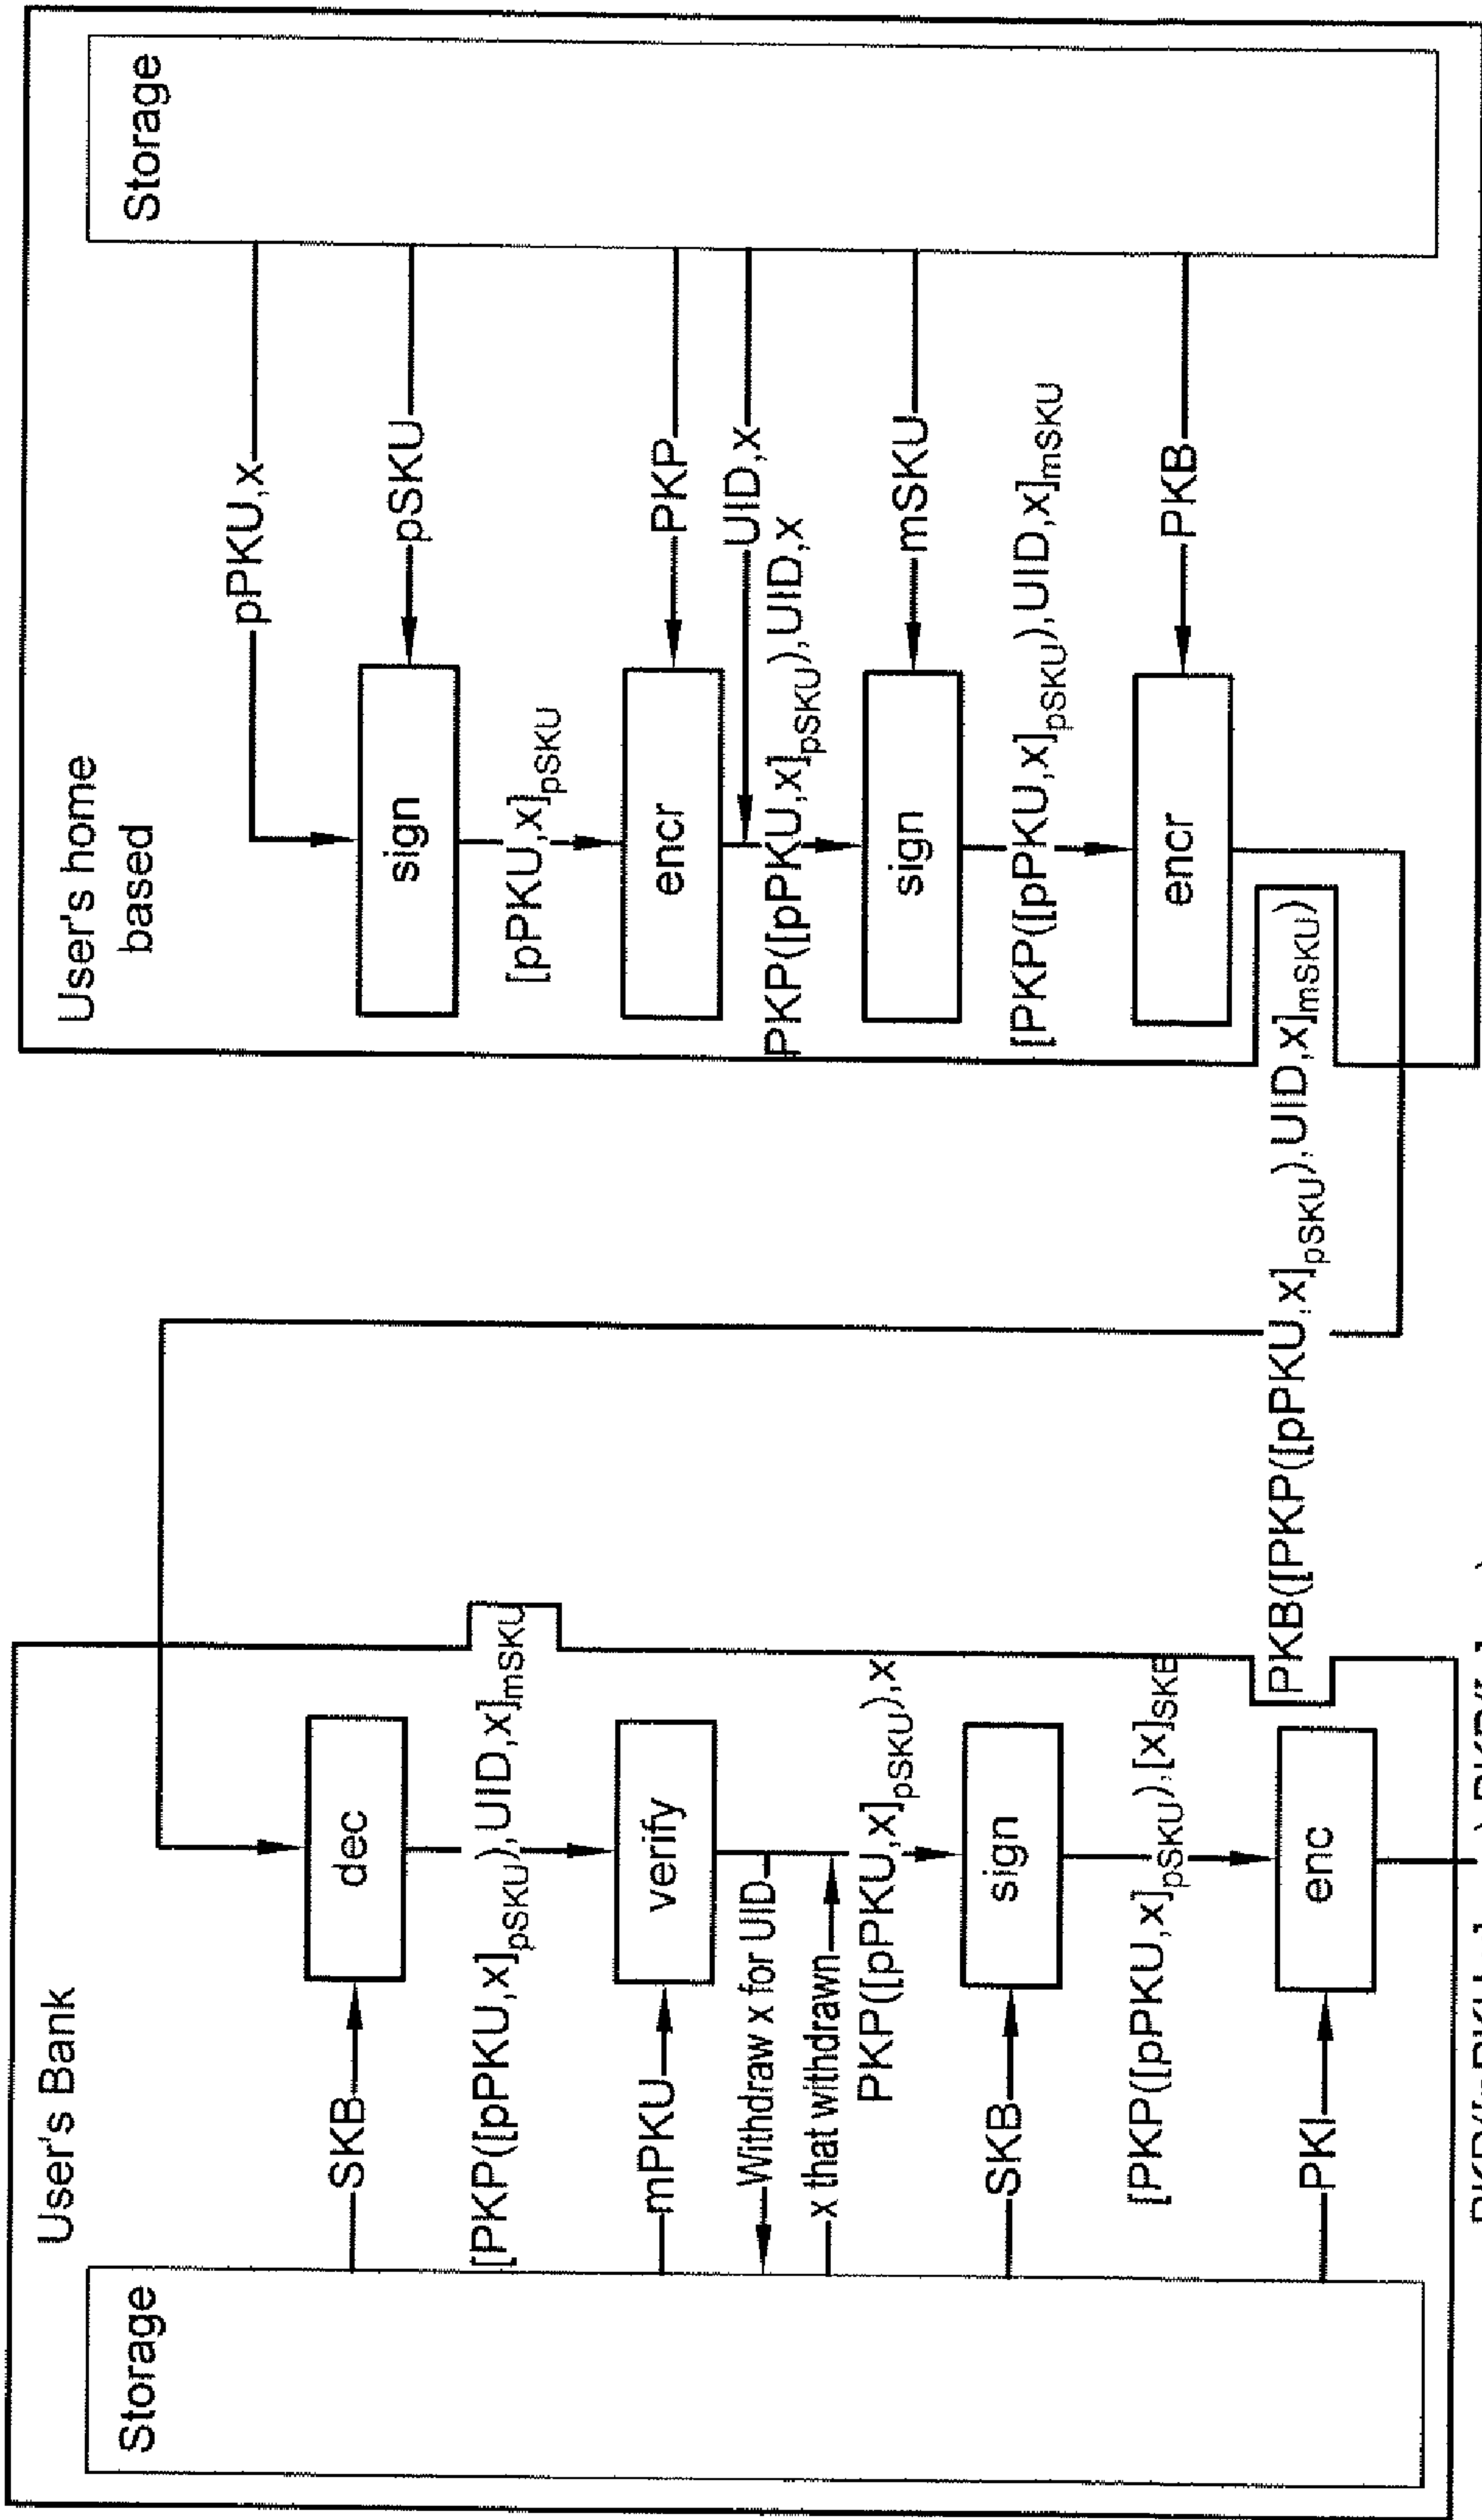 User's Bank
Storage
SKB
dec
[PKP([pPKU,x]pSKU),UID,x]mSKU
mPKU
verify
Withdraw x for UID
x that withdrawn
PKP([pPKU,x]pSKU),x
SKB
sign
[PKP([pPKU,x]pSKU),[x]SKB
PKI
enc
PKB([PKP([pPKU,x]pSKU),UID,x]mSKU)
User's home
based
Storage
pPKU,x
sign
pSKU
[pPKU,x]pSKU
encr
PKP
UID,x
PKP([pPKU,x]pSKU),UID,x
sign
mSKU
[PKP([pPKU,x]pSKU),UID,x]mSKU
encr
PKB